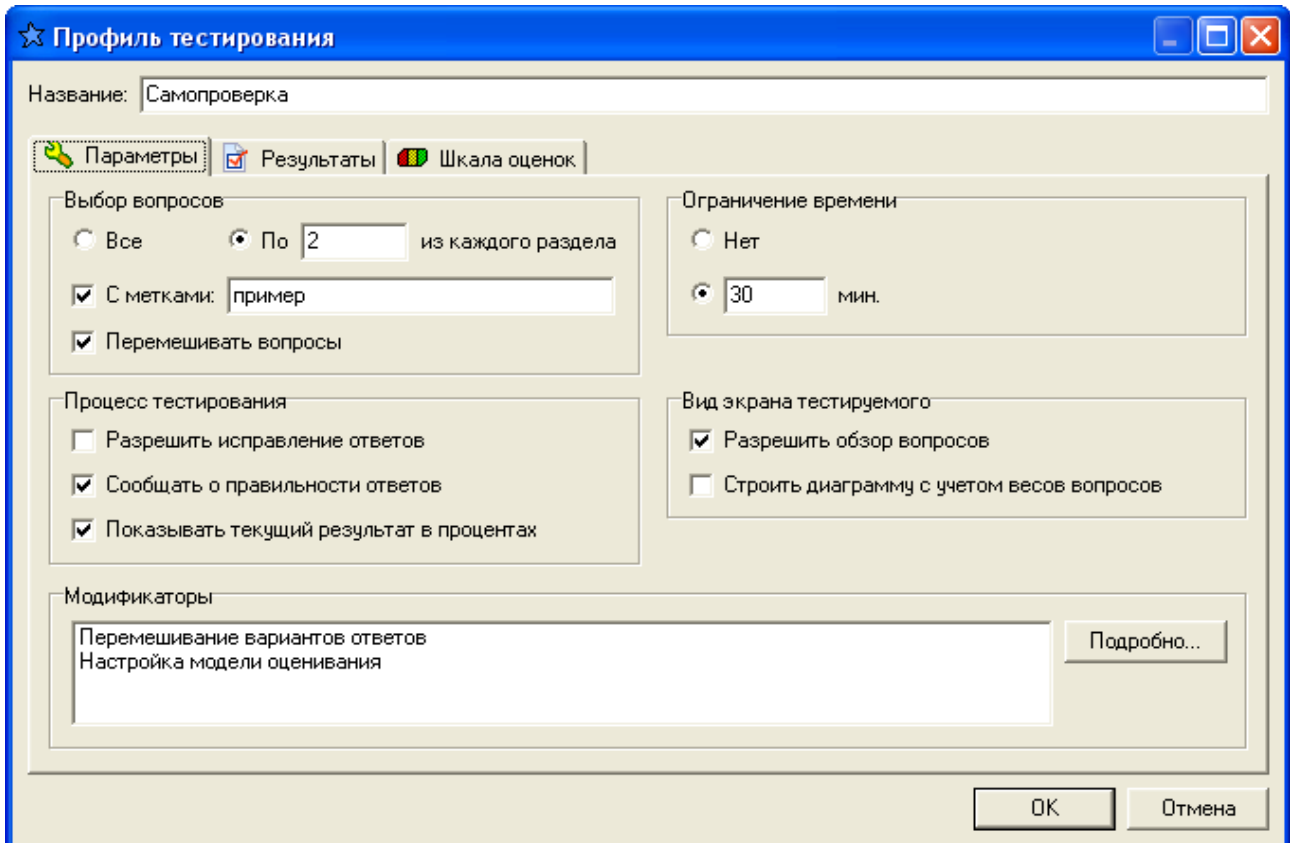 Профиль тестирования
Название: Самопроверка
Параметры Результаты Шкала оценок
Выбор вопросов
Все По 2 из каждого раздела
С метками: пример
Перемешивать вопросы
Ограничение времени
Нет
30 мин.
Процесс тестирования
Разрешить исправление ответов
Сообщать о правильности ответов
Показывать текущий результат в процентах
Вид экрана тестируемого
Разрешить обзор вопросов
Строить диаграмму с учетом весов вопросов
Модификаторы
Перемешивание вариантов ответов
Настройка модели оценивания
Подробно...
OK Отмена